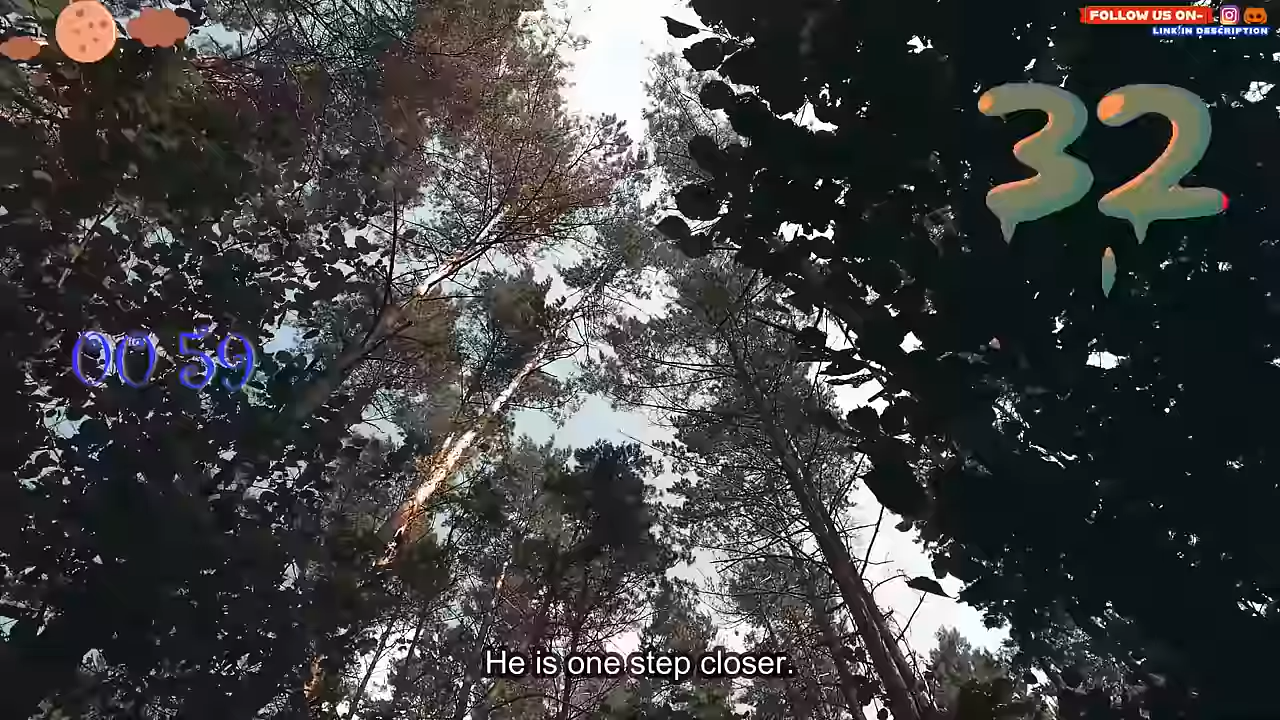 FOLLOW US ON-
LINK IN DESCRIPTION
32
00 59
He is one step closer.